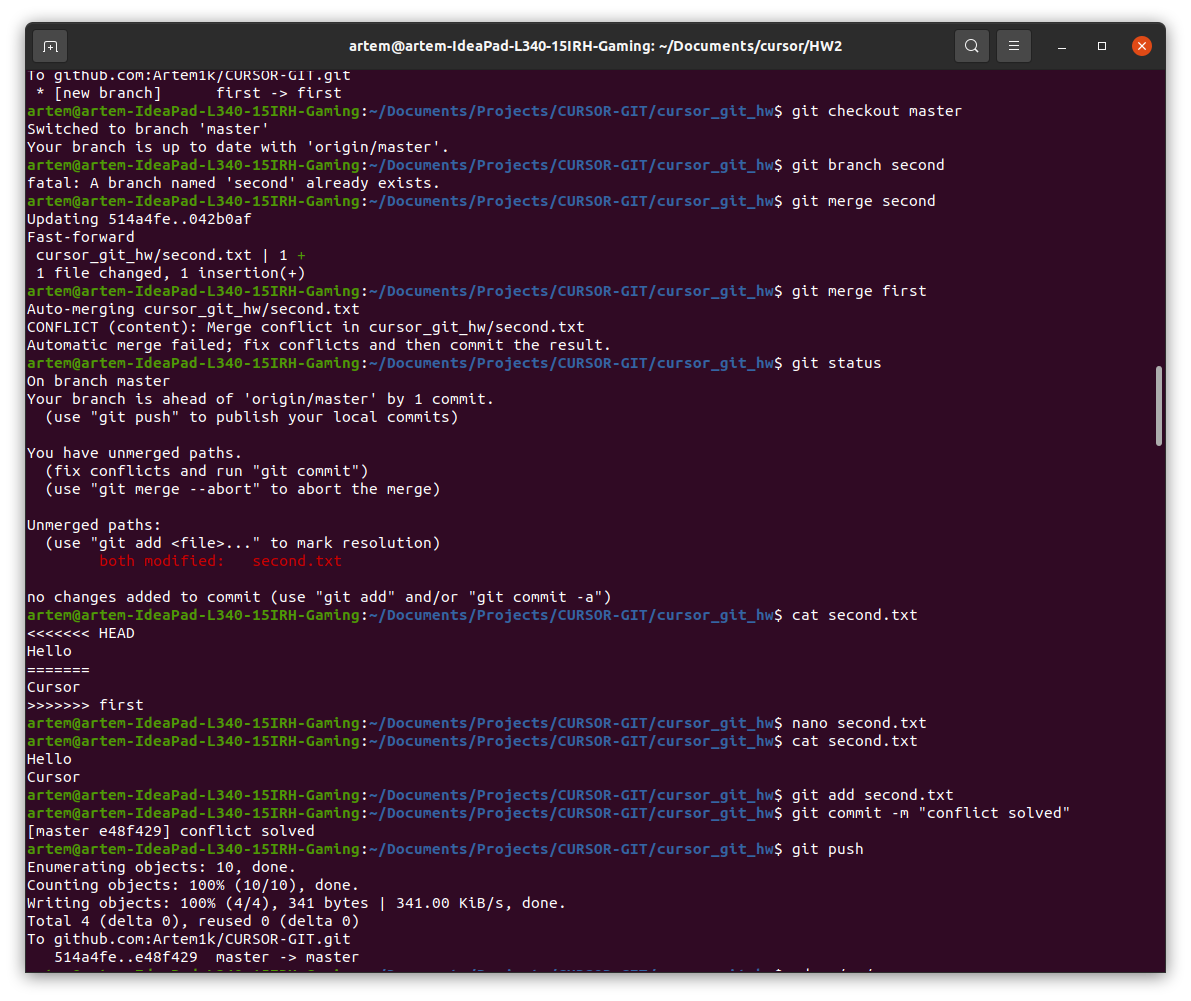 artem@artem-IdeaPad-L340-15IRH-Gaming: ~/Documents/cursor/HW2
To github.com:Artem1k/CURSOR-GIT.git
 * [new branch]      first -> first
artem@artem-IdeaPad-L340-15IRH-Gaming:~/Documents/Projects/CURSOR-GIT/cursor_git_hw$ git checkout master
Switched to branch 'master'
Your branch is up to date with 'origin/master'.
artem@artem-IdeaPad-L340-15IRH-Gaming:~/Documents/Projects/CURSOR-GIT/cursor_git_hw$ git branch second
fatal: A branch named 'second' already exists.
artem@artem-IdeaPad-L340-15IRH-Gaming:~/Documents/Projects/CURSOR-GIT/cursor_git_hw$ git merge second
Updating 514a4fe..042b0af
Fast-forward
 cursor_git_hw/second.txt | 1 +
 1 file changed, 1 insertion(+)
artem@artem-IdeaPad-L340-15IRH-Gaming:~/Documents/Projects/CURSOR-GIT/cursor_git_hw$ git merge first
Auto-merging cursor_git_hw/second.txt
CONFLICT (content): Merge conflict in cursor_git_hw/second.txt
Automatic merge failed; fix conflicts and then commit the result.
artem@artem-IdeaPad-L340-15IRH-Gaming:~/Documents/Projects/CURSOR-GIT/cursor_git_hw$ git status
On branch master
Your branch is ahead of 'origin/master' by 1 commit.
  (use "git push" to publish your local commits)

You have unmerged paths.
  (fix conflicts and run "git commit")
  (use "git merge --abort" to abort the merge)

Unmerged paths:
  (use "git add <file>..." to mark resolution)
        both modified:   second.txt

no changes added to commit (use "git add" and/or "git commit -a")
artem@artem-IdeaPad-L340-15IRH-Gaming:~/Documents/Projects/CURSOR-GIT/cursor_git_hw$ cat second.txt
<<<<<<< HEAD
Hello
=======
Cursor
>>>>>>> first
artem@artem-IdeaPad-L340-15IRH-Gaming:~/Documents/Projects/CURSOR-GIT/cursor_git_hw$ nano second.txt
artem@artem-IdeaPad-L340-15IRH-Gaming:~/Documents/Projects/CURSOR-GIT/cursor_git_hw$ cat second.txt
Hello
Cursor
artem@artem-IdeaPad-L340-15IRH-Gaming:~/Documents/Projects/CURSOR-GIT/cursor_git_hw$ git add second.txt
artem@artem-IdeaPad-L340-15IRH-Gaming:~/Documents/Projects/CURSOR-GIT/cursor_git_hw$ git commit -m "conflict solved"
[master e48f429] conflict solved
artem@artem-IdeaPad-L340-15IRH-Gaming:~/Documents/Projects/CURSOR-GIT/cursor_git_hw$ git push
Enumerating objects: 10, done.
Counting objects: 100% (10/10), done.
Writing objects: 100% (4/4), 341 bytes | 341.00 KiB/s, done.
Total 4 (delta 0), reused 0 (delta 0)
To github.com:Artem1k/CURSOR-GIT.git
   514a4fe..e48f429  master -> master